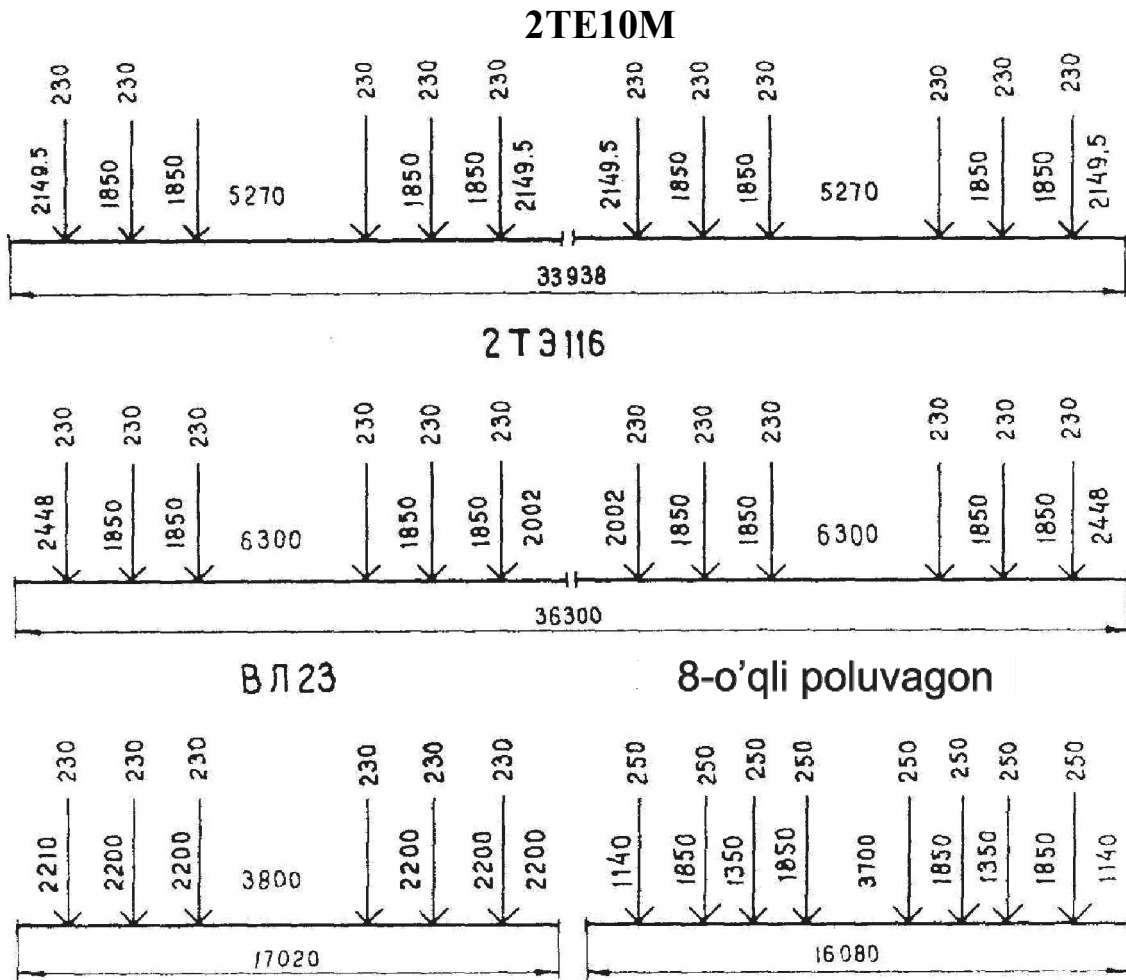 2TE10M
230 230 230 230 230 230 230 230 230 230 230
2149.5 1850 1850 5270 1850 1850 2149.5 2149.5 1850 1850 5270 1850 1850 2149,5
33938
2ТЭ116
230 230 230 230 230 230 230 230 230 230 230 230
2448 1850 1850 6300 1850 1850 2002 2002 1850 1850 6300 1850 1850 2448
36300
ВЛ23 8-o’qli poluvagon
230 230 230 230 230 230 250 250 250 250 250 250 250 250
2210 2200 2200 3800 2200 2200 2200 1140 1850 1350 1850 3700 1850 1350 1850 1140
17020 16080